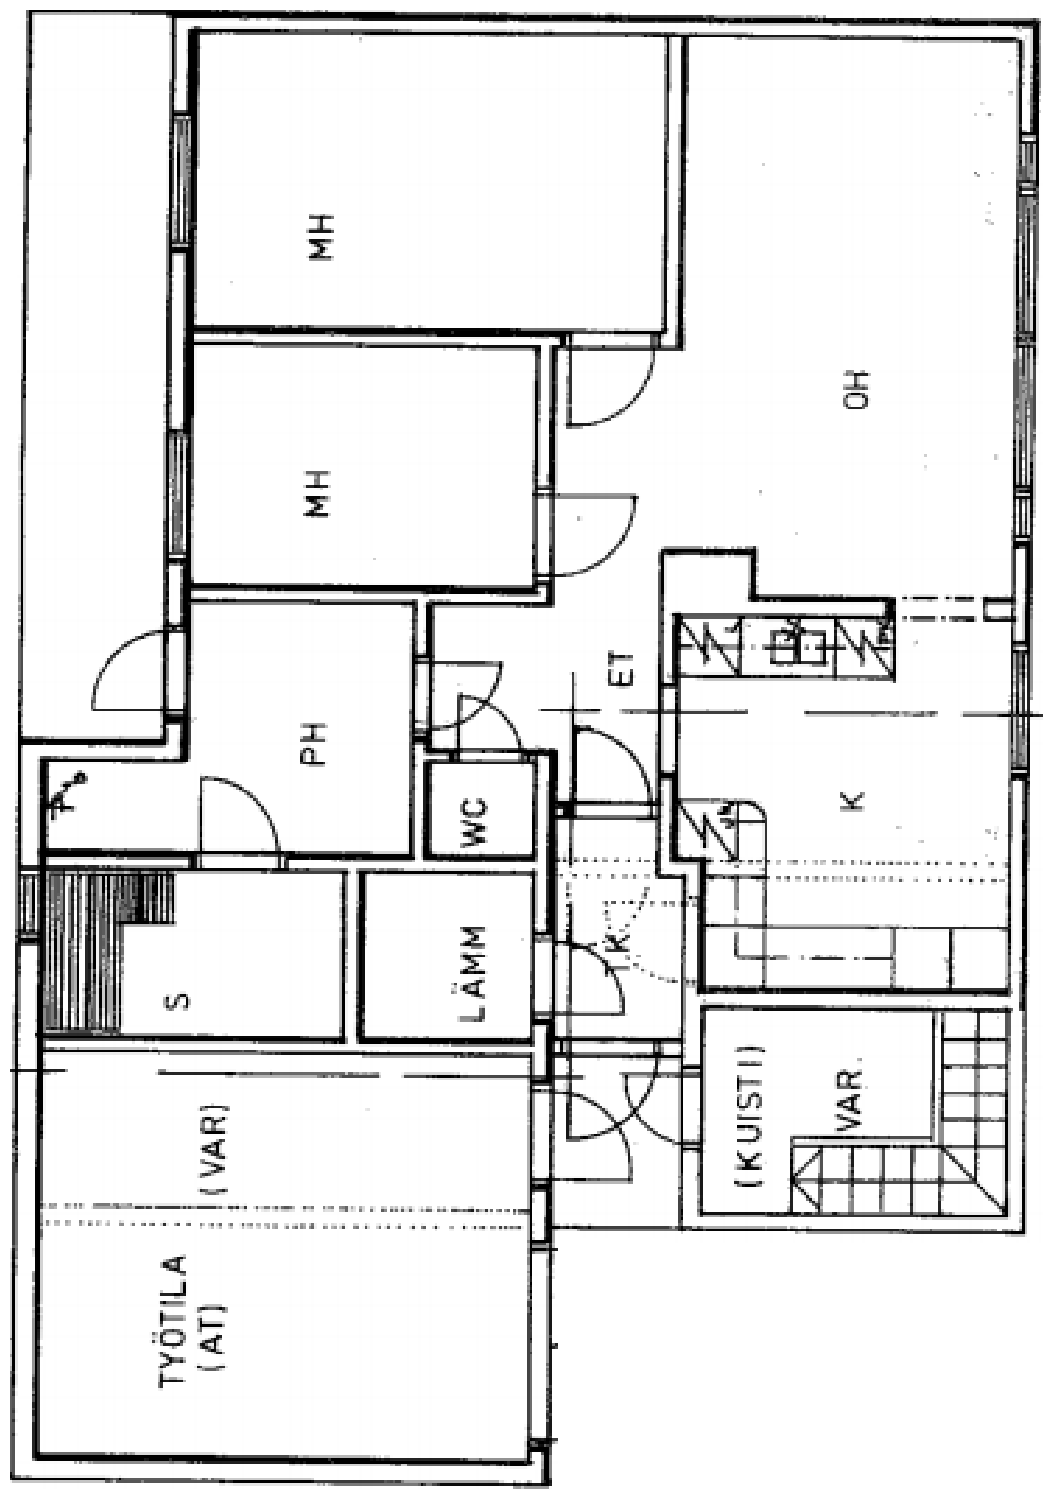 MH
MH
OH
PH
ET
WC
K
S
LÄMM
TK
(VAR)
TYÖTILA
(AT)
(KUISTI)
VAR.